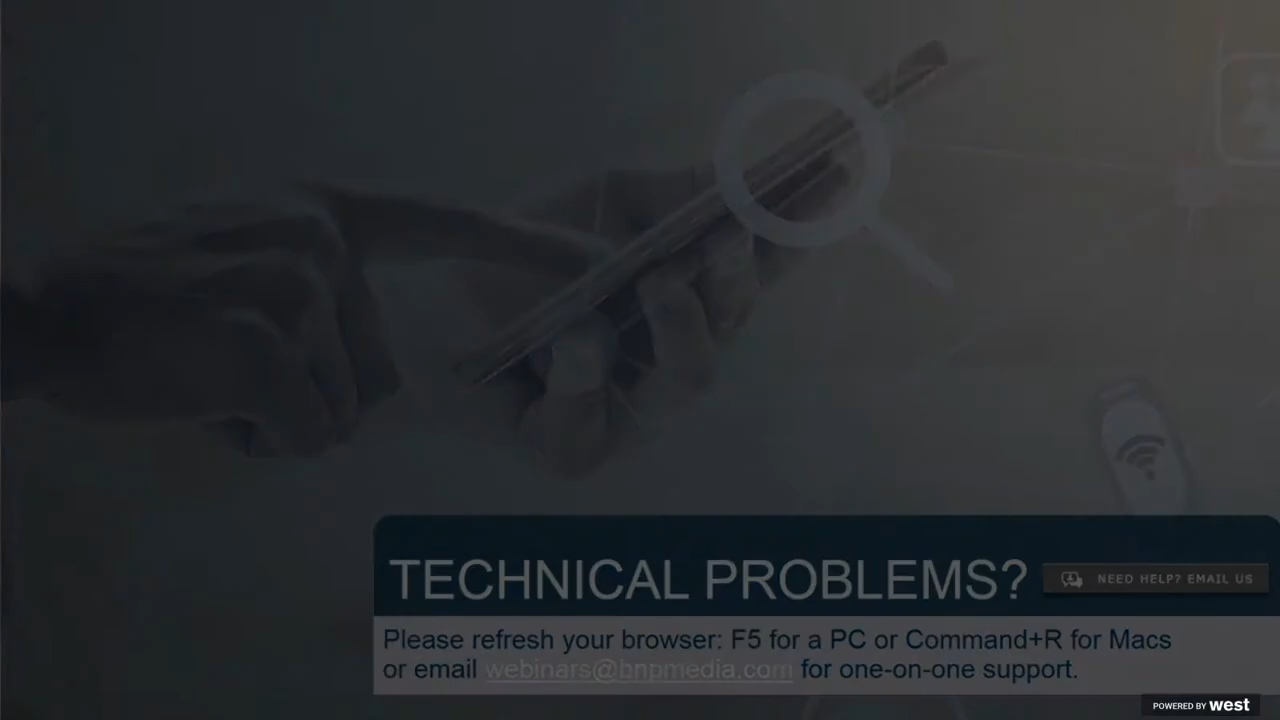 TECHNICAL PROBLEMS?
NEED HELP? EMAIL US
Please refresh your browser: F5 for a PC or Command+R for Macs
or email webinars@bnpmedia.com for one-on-one support.
POWERED BY west